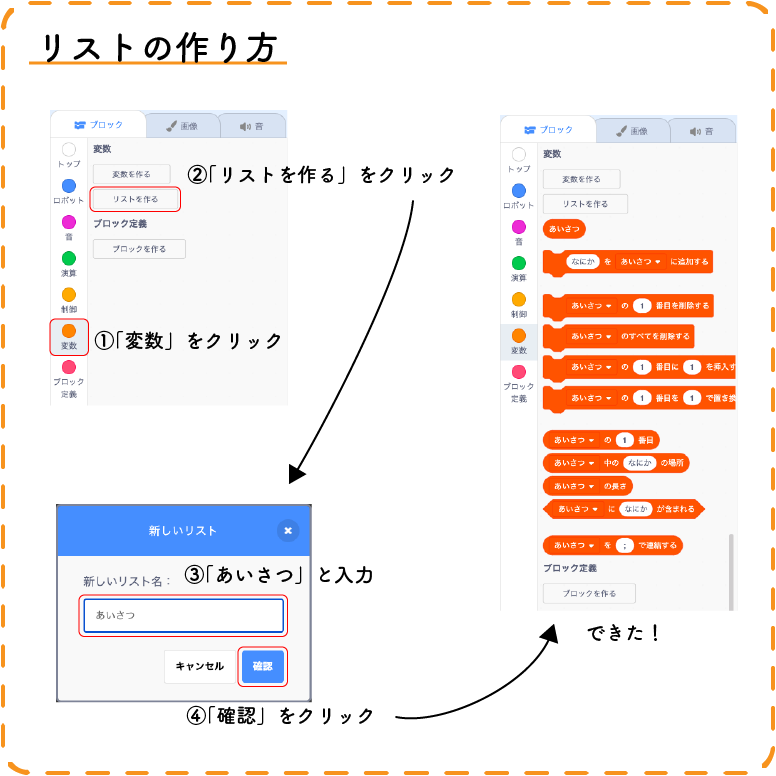 リストの作り方
ブロック 画像 音
変数
トップ
変数を作る
②「リストを作る」をクリック
ロボット
リストを作る
音
ブロック定義
演算
ブロックを作る
制御
変数
①「変数」をクリック
ブロック
定義
新しいリスト
新しいリスト名：
③「あいさつ」と入力
あいさつ
キャンセル 確認
④「確認」をクリック
ブロック 画像 音
変数
トップ
変数を作る
ロボット
リストを作る
音
あいさつ
演算
なにか を あいさつ に追加する
制御
あいさつ の 1 番目を削除する
変数
あいさつ のすべてを削除する
ブロック
定義
あいさつ の 1 番目に 1 を挿入す
あいさつ の 1 番目を 1 で置き換
あいさつ の 1 番目
あいさつ 中の なにか の場所
あいさつ の長さ
あいさつ に なにか が含まれる
あいさつ を ; で連結する
ブロック定義
ブロックを作る
できた！